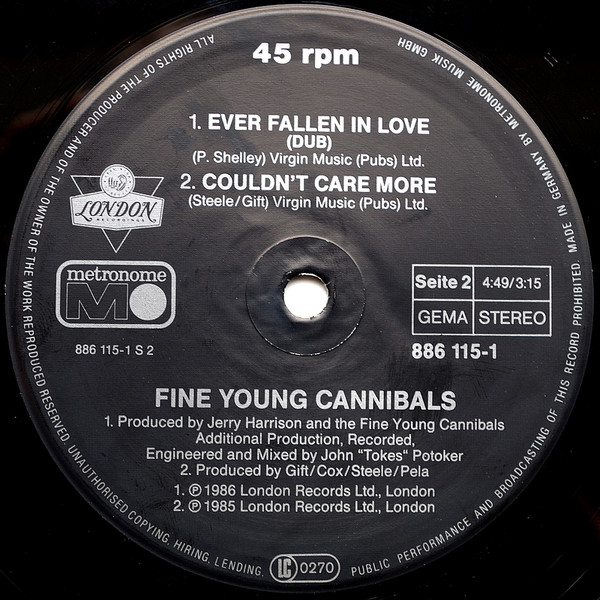 45 rpm
1. EVER FALLEN IN LOVE
(DUB)
(P. Shelley) Virgin Music (Pubs) Ltd.
2. COULDN'T CARE MORE
(Steele/Gift) Virgin Music (Pubs) Ltd.
LONDON
RECORDINGS
metronome
Seite 2 4:49/3:15
GEMA STEREO
886 115-1 S 2
886 115-1
FINE YOUNG CANNIBALS
1. Produced by Jerry Harrison and the Fine Young Cannibals
Additional Production, Recorded,
Engineered and Mixed by John "Tokes" Potoker
2. Produced by Gift/Cox/Steele/Pela
1. ℗ 1986 London Records Ltd., London
2. ℗ 1985 London Records Ltd., London
LC 0270
ALL RIGHTS OF THE PRODUCER AND OF THE OWNER OF THE WORK REPRODUCED RESERVED. UNAUTHORISED COPYING, HIRING, LENDING, PUBLIC PERFORMANCE AND BROADCASTING OF THIS RECORD PROHIBITED. MADE IN GERMANY BY METRONOME MUSIK GMBH